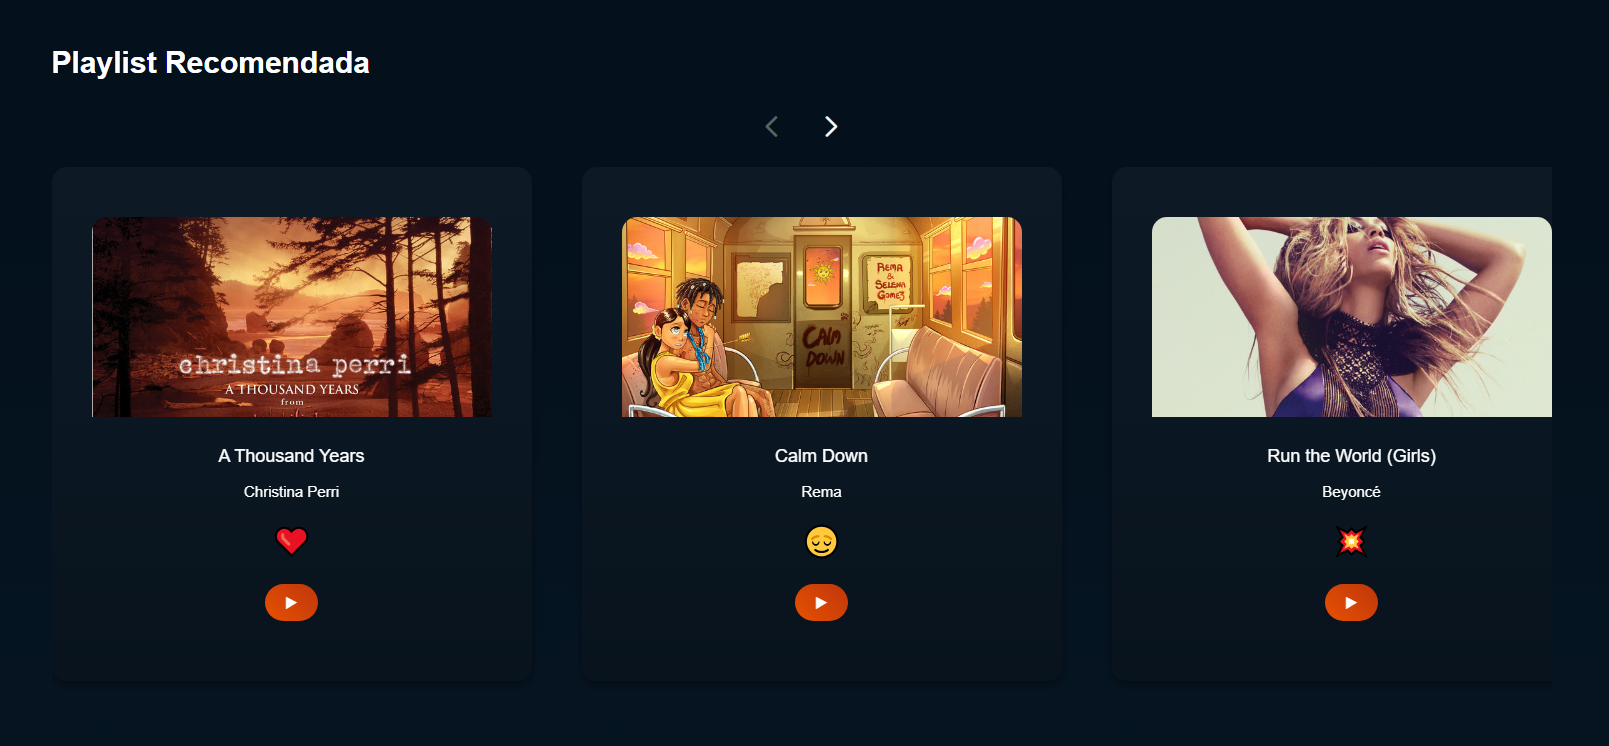 Playlist Recomendada
christina perri
A THOUSAND YEARS
from
REMA
&
SELENA
GOMEZ
CALM
DOWN
A Thousand Years
Christina Perri
Calm Down
Rema
Run the World (Girls)
Beyoncé